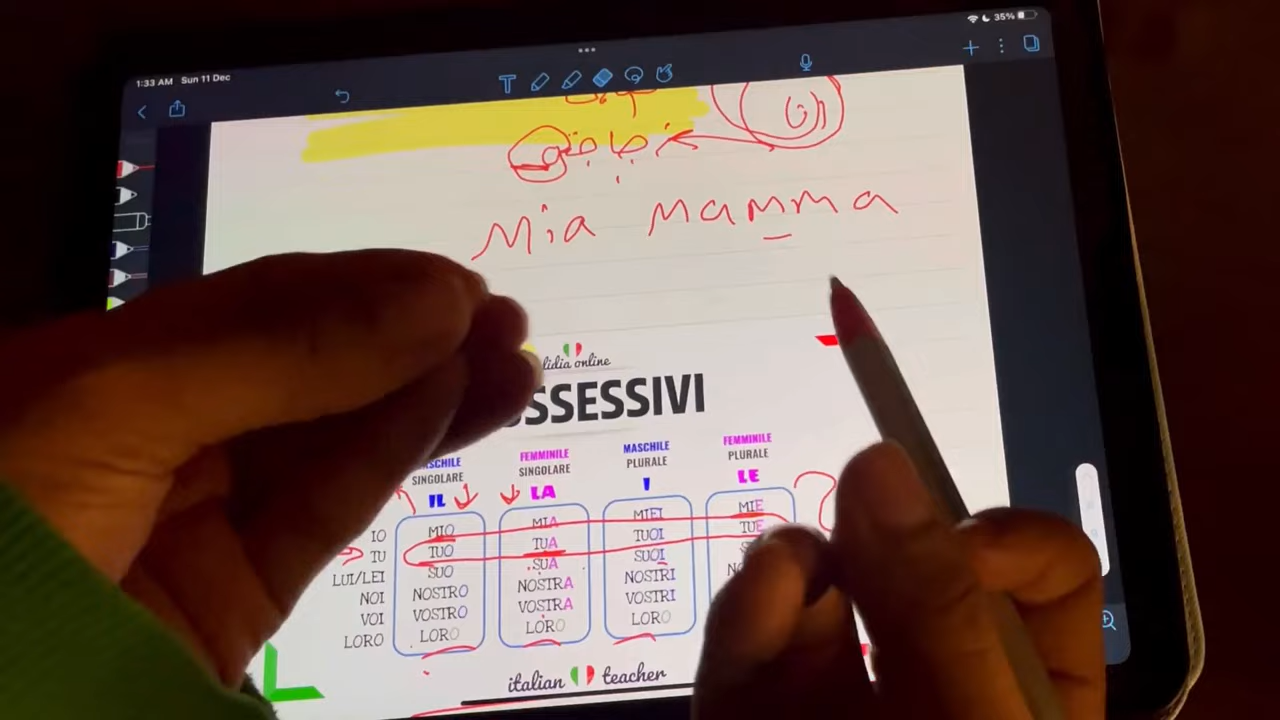 1:33 AM Sun 11 Dec
35%
T
Mia Mamma
lidia online
SSESSIVI
SINGOLARE
FEMMINILE
SINGOLARE
MASCHILE
PLURALE
FEMMINILE
PLURALE
IL LA I LE
IO MIO MIA MIEI MIE
TU TUO TUA TUOI TUE
LUI/LEI SUO SUA SUOI
NOI NOSTRO NOSTRA NOSTRI
VOI VOSTRO VOSTRA VOSTRI
LORO LORO LORO LORO
italian teacher